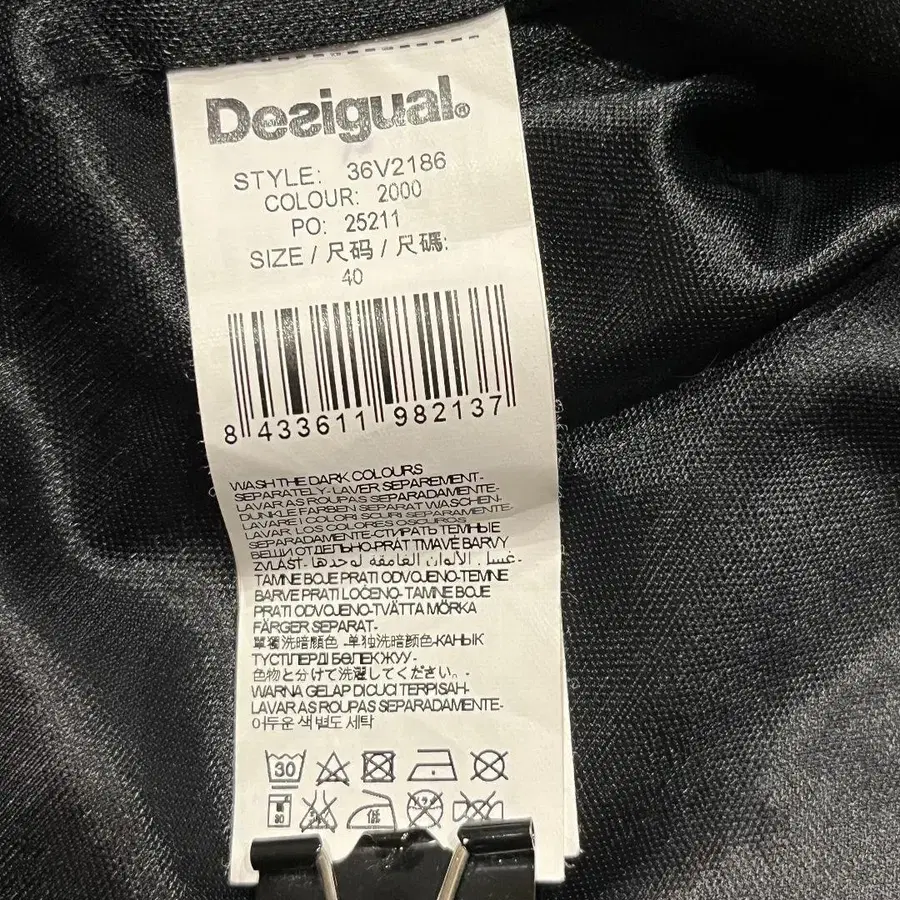 Desigual®
STYLE: 36V2186
COLOUR: 2000
PO: 25211
SIZE / 尺码 / 尺碼:
40
8 433611 982137
WASH THE DARK COLOURS
SEPARATELY-LAVER SEPAREMENT-
LAVAR AS ROUPAS SEPARADAMENTE-
DUNKLE FARBEN SEPARAT WASCHEN-
LAVARE I COLORI SCURI SEPARAMENTE-
LAVAR LOS COLORES OSCUROS
SEPARADAMENTE-СТИРАТЬ ТЕМНЫЕ
ВЕЩИ ОТДЕЛЬНО-PRÁT TMAVÉ BARVY
ZVLÁŠT- غسل الألوان الغامقة لوحدها-
TAMNE BOJE PRATI ODVOJENO-TEMNE
BARVE PRATI LOČENO- TAMNE BOJE
PRATI ODVOJENO-TVÄTTA MÖRKA
FÄRGER SEPARAT-
單獨洗暗顏色-单独洗暗颜色-КАНЫК
ТҮСТІЛЕРДІ БӨЛЕК ЖУУ-
色物と分けて洗濯してください。-
WARNA GELAP DICUCI TERPISAH-
LAVAR AS ROUPAS SEPARADAMENTE-
어두운 색 별도 세탁
30
30 低